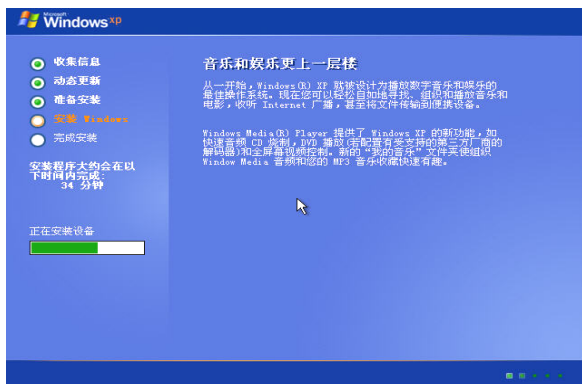 Microsoft
Windows xp
收集信息
动态更新
准备安装
安装 Windows
完成安装
安装程序大约会在以
下时间内完成:
34 分钟
正在安装设备
音乐和娱乐更上一层楼
从一开始，Windows(R) XP 就被设计为播放数字音乐和娱乐的
最佳操作系统。现在您可以轻松自如地寻找、组织和播放音乐和
电影，收听 Internet 广播，甚至将文件传输到便携设备。
Windows Media(R) Player 提供了 Windows XP 的新功能，如
快速音频 CD 烧制，DVD 播放(若配置有受支持的第三方厂商的
解码器)和全屏幕视频控制。新的“我的音乐”文件夹使组织
Window Media 音频和您的 MP3 音乐收藏快速有趣。